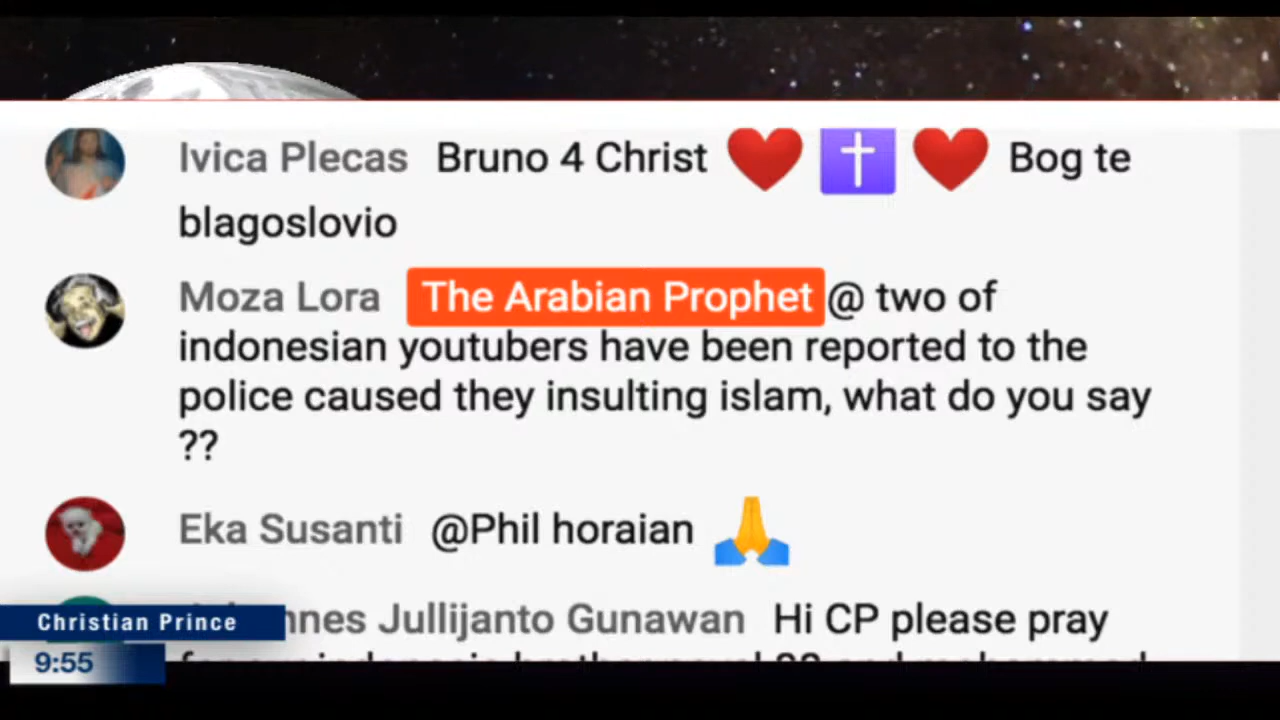 Ivica Plecas Bruno 4 Christ ❤️ ✝️ ❤️ Bog te
blagoslovio
Moza Lora The Arabian Prophet @ two of
indonesian youtubers have been reported to the
police caused they insulting islam, what do you say
??
Eka Susanti @Phil horaian 🙏
Jullijanto Gunawan Hi CP please pray
Christian Prince
9:55